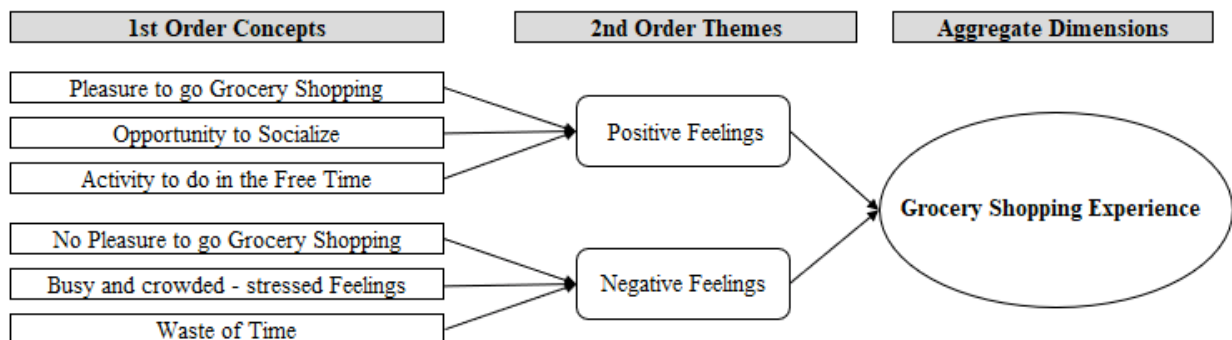 1st Order Concepts
2nd Order Themes
Aggregate Dimensions
Pleasure to go Grocery Shopping
Opportunity to Socialize
Activity to do in the Free Time
Positive Feelings
No Pleasure to go Grocery Shopping
Busy and crowded - stressed Feelings
Waste of Time
Negative Feelings
Grocery Shopping Experience